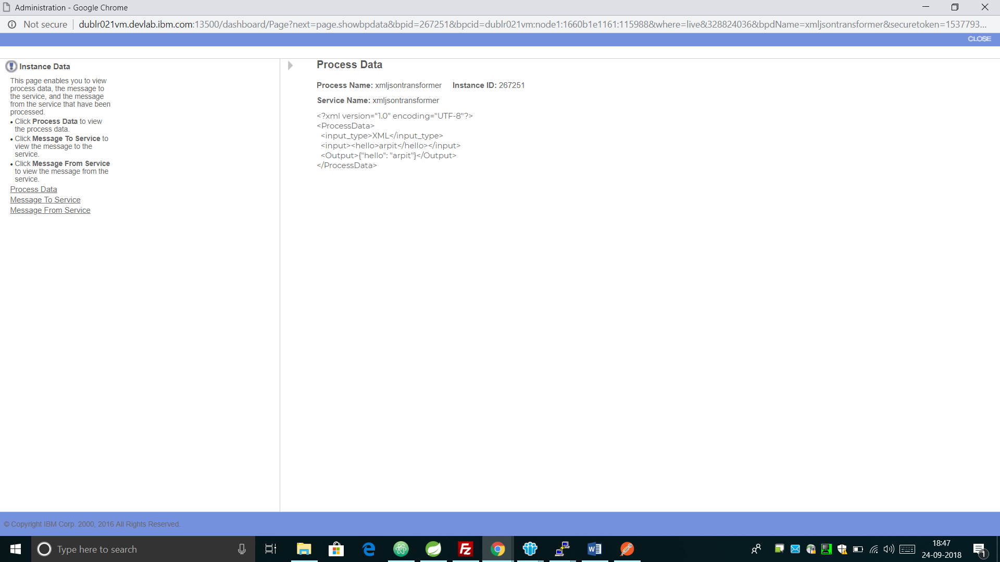 Administration - Google Chrome
Not secure dublr021vm.devlab.ibm.com:13500/dashboard/Page?next=page.showbpdata&bpid=267251&bpcid=dublr021vm:node1:1660b1e1161:115988&where=live&328824036&bpdName=xmljsontransformer&securetoken=1537793...
CLOSE
Instance Data
This page enables you to view
process data, the message to
the service, and the message
from the service that have been
processed.
• Click Process Data to view
the process data.
• Click Message To Service to
view the message to the
service.
• Click Message From Service
to view the message from the
service.
Process Data
Message To Service
Message From Service
Process Data
Process Name: xmljsontransformer Instance ID: 267251
Service Name: xmljsontransformer
<?xml version="1.0" encoding="UTF-8"?>
<ProcessData>
<input_type>XML</input_type>
<input><hello>arpit</hello></input>
<Output>{"hello": "arpit"}</Output>
</ProcessData>
© Copyright IBM Corp. 2000, 2016 All Rights Reserved.
Type here to search
18:47
24-09-2018
1